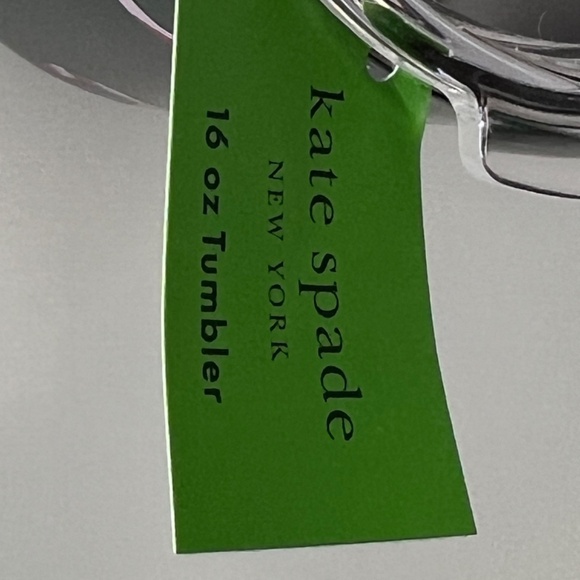 kate spade
NEW YORK
16 oz Tumbler